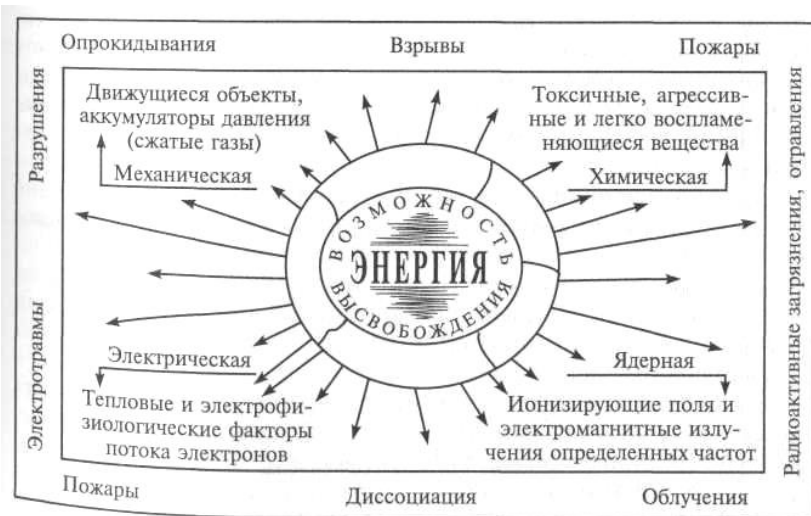 Опрокидывания
Взрывы
Пожары
Разрушения
Электротравмы
Движущиеся объекты,
аккумуляторы давления
(сжатые газы)
Механическая
Токсичные, агрессив-
ные и легко воспламе-
няющиеся вещества
Химическая
ВОЗМОЖНОСТЬ
ЭНЕРГИЯ
ВЫСВОБОЖДЕНИЯ
Электрическая
Тепловые и электрофи-
зиологические факторы
потока электронов
Ядерная
Ионизирующие поля и
электромагнитные излу-
чения определенных частот
Радиоактивные загрязнения, отравления
Пожары
Диссоциация
Облучения